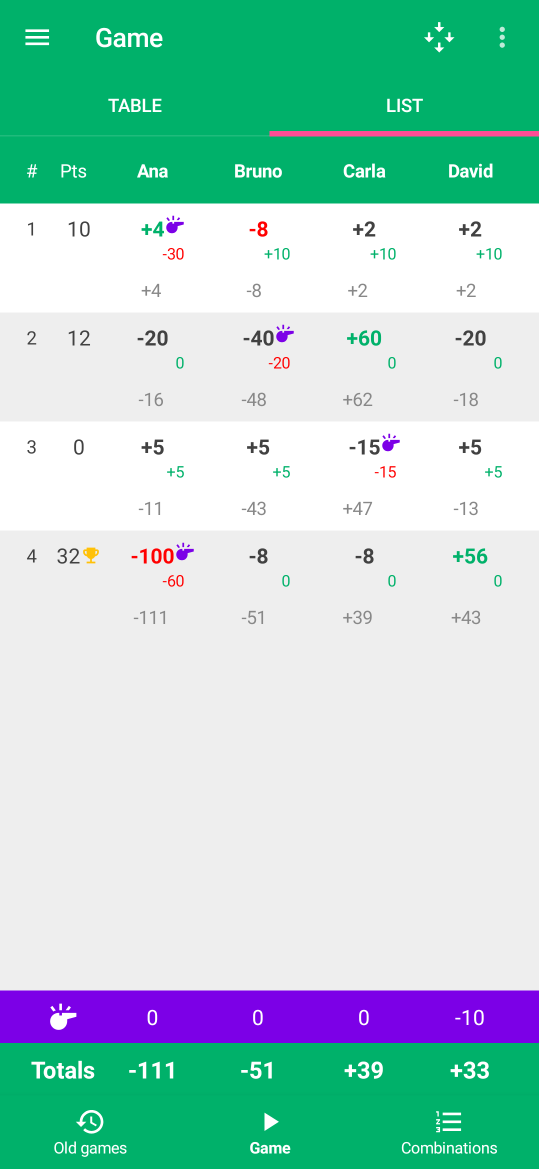 Game
TABLE LIST
# Pts Ana Bruno Carla David
1 10 +4 -8 +2 +2
-30 +10 +10 +10
+4 -8 +2 +2
2 12 -20 -40 +60 -20
0 -20 0 0
-16 -48 +62 -18
3 0 +5 +5 -15 +5
+5 +5 -15 +5
-11 -43 +47 -13
4 32 -100 -8 -8 +56
-60 0 0 0
-111 -51 +39 +43
0 0 0 -10
Totals -111 -51 +39 +33
Old games Game Combinations